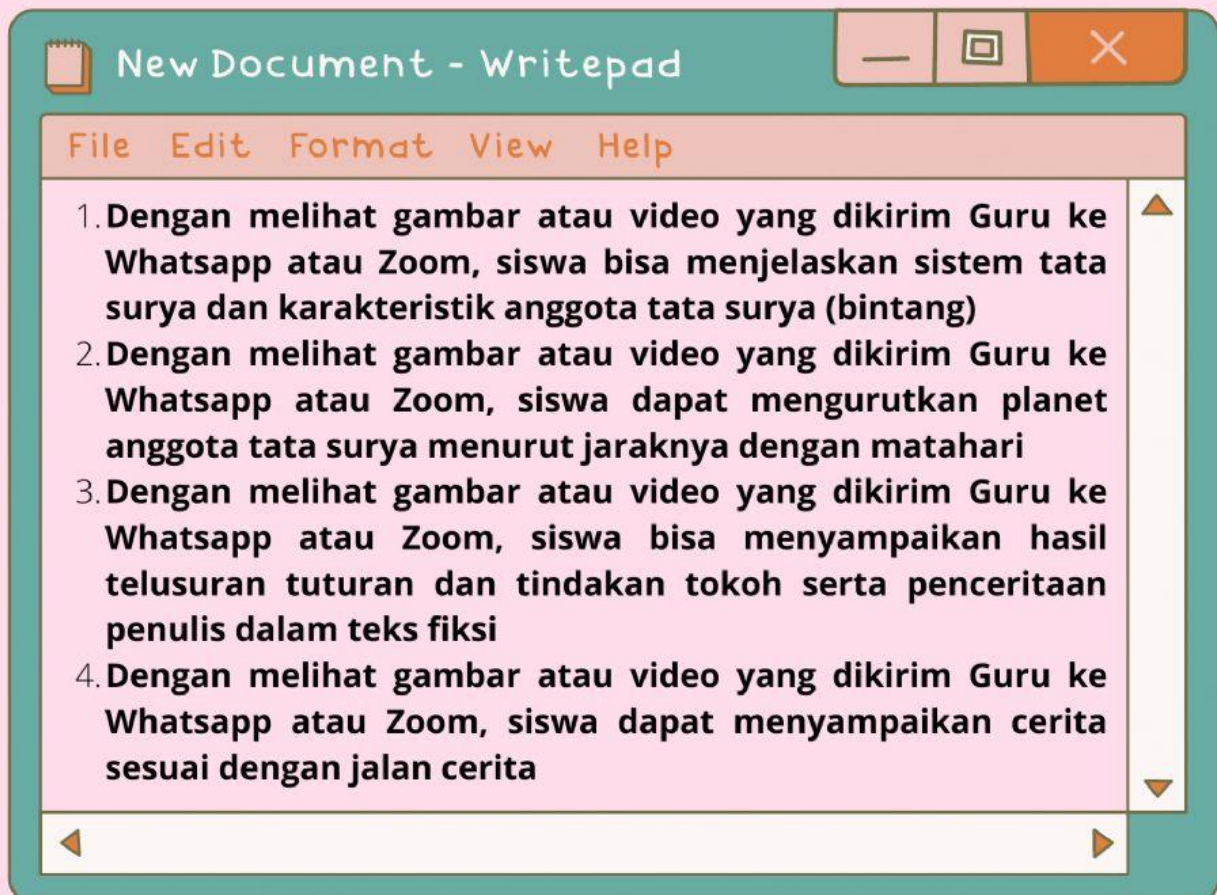 New Document - Writepad
File Edit Format View Help
1. Dengan melihat gambar atau video yang dikirim Guru ke
Whatsapp atau Zoom, siswa bisa menjelaskan sistem tata
surya dan karakteristik anggota tata surya (bintang)
2. Dengan melihat gambar atau video yang dikirim Guru ke
Whatsapp atau Zoom, siswa dapat mengurutkan planet
anggota tata surya menurut jaraknya dengan matahari
3. Dengan melihat gambar atau video yang dikirim Guru ke
Whatsapp atau Zoom, siswa bisa menyampaikan hasil
telusuran tuturan dan tindakan tokoh serta penceritaan
penulis dalam teks fiksi
4. Dengan melihat gambar atau video yang dikirim Guru ke
Whatsapp atau Zoom, siswa dapat menyampaikan cerita
sesuai dengan jalan cerita